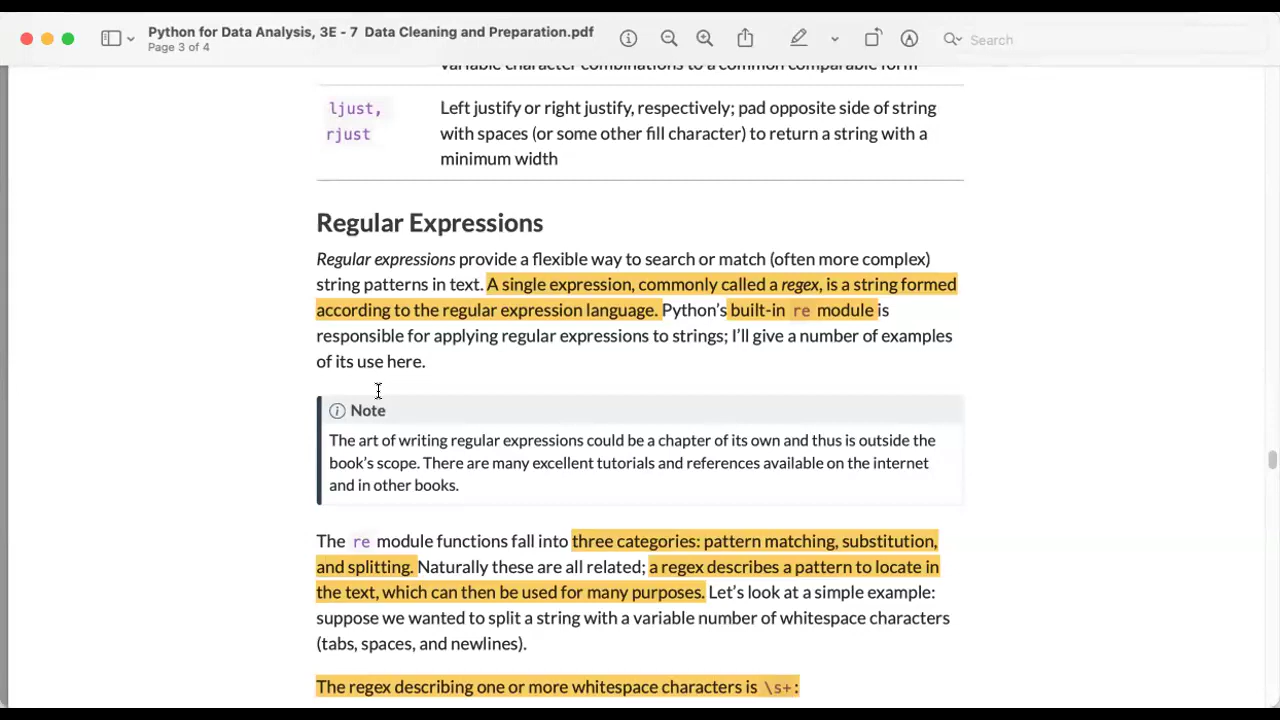 Python for Data Analysis, 3E - 7 Data Cleaning and Preparation.pdf
Page 3 of 4
Search
variable character combinations to a common comparable form
ljust, Left justify or right justify, respectively; pad opposite side of string
rjust with spaces (or some other fill character) to return a string with a
minimum width
Regular Expressions
Regular expressions provide a flexible way to search or match (often more complex)
string patterns in text. A single expression, commonly called a regex, is a string formed
according to the regular expression language. Python’s built-in re module is
responsible for applying regular expressions to strings; I’ll give a number of examples
of its use here.
Note
The art of writing regular expressions could be a chapter of its own and thus is outside the
book’s scope. There are many excellent tutorials and references available on the internet
and in other books.
The re module functions fall into three categories: pattern matching, substitution,
and splitting. Naturally these are all related; a regex describes a pattern to locate in
the text, which can then be used for many purposes. Let’s look at a simple example:
suppose we wanted to split a string with a variable number of whitespace characters
(tabs, spaces, and newlines).
The regex describing one or more whitespace characters is \s+: